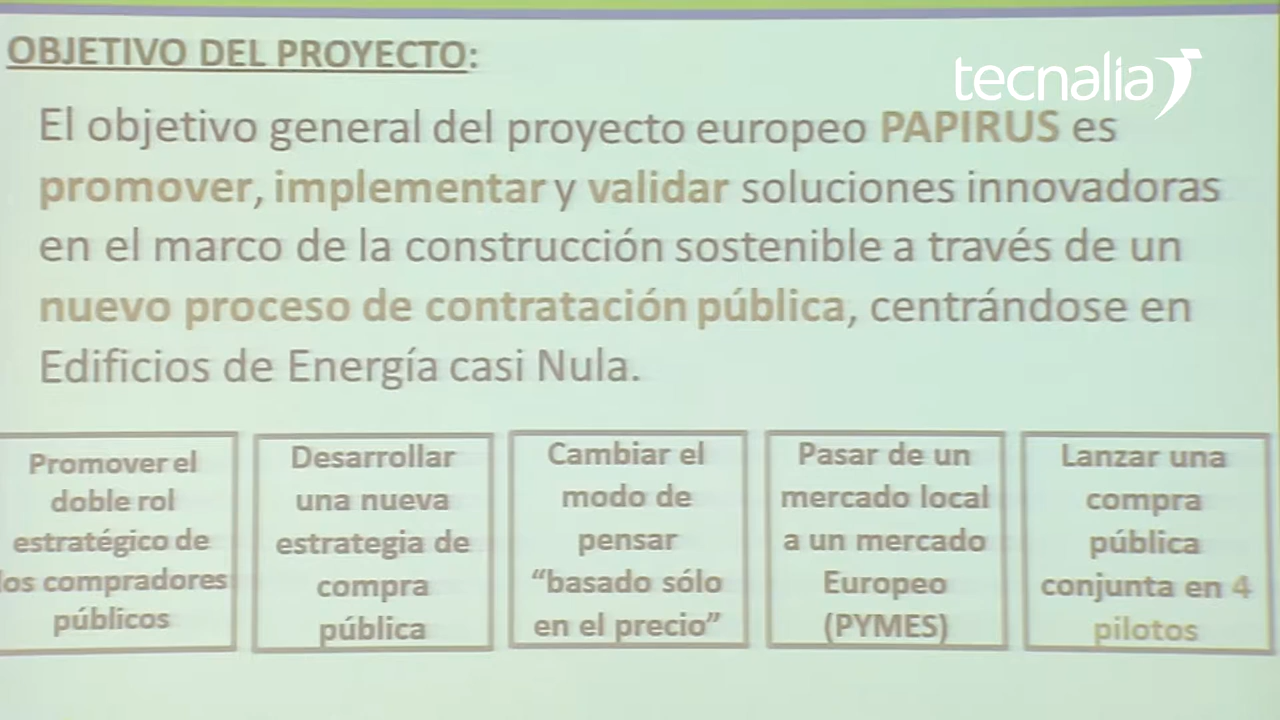 OBJETIVO DEL PROYECTO:
tecnalia
El objetivo general del proyecto europeo PAPIRUS es
promover, implementar y validar soluciones innovadoras
en el marco de la construcción sostenible a través de un
nuevo proceso de contratación pública, centrándose en
Edificios de Energía casi Nula.
Promover el
doble rol
estratégico de
los compradores
públicos
Desarrollar
una nueva
estrategia de
compra
pública
Cambiar el
modo de
pensar
“basado sólo
en el precio”
Pasar de un
mercado local
a un mercado
Europeo
(PYMES)
Lanzar una
compra
pública
conjunta en 4
pilotos